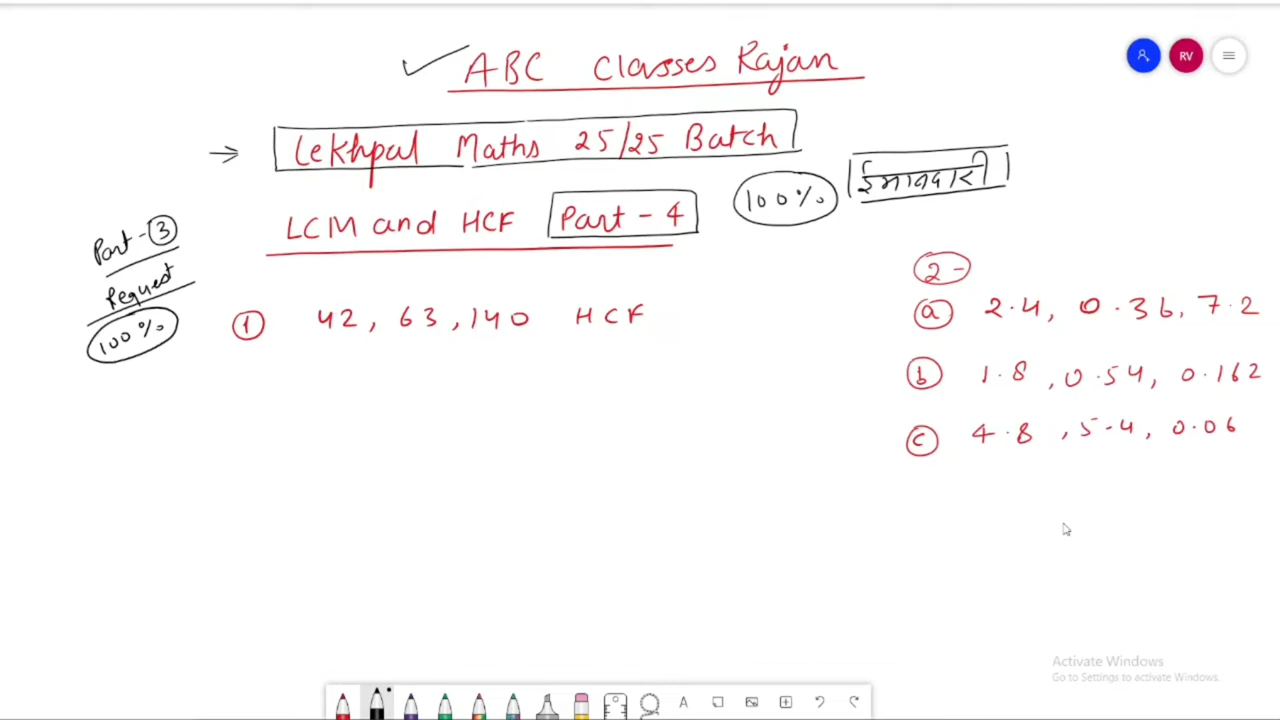 ABC Classes Rajan
RV
→ Lekhpal Maths 25/25 Batch
LCM and HCF Part - 4
100%
ईमानदारी
Part - 3
Request
100%
① 42, 63, 140 HCF
2 -
ⓐ 2.4, 0.36, 7.2
ⓑ 1.8, 0.54, 0.162
ⓒ 4.8, 5.4, 0.06
Activate Windows
Go to Settings to activate Windows.
A